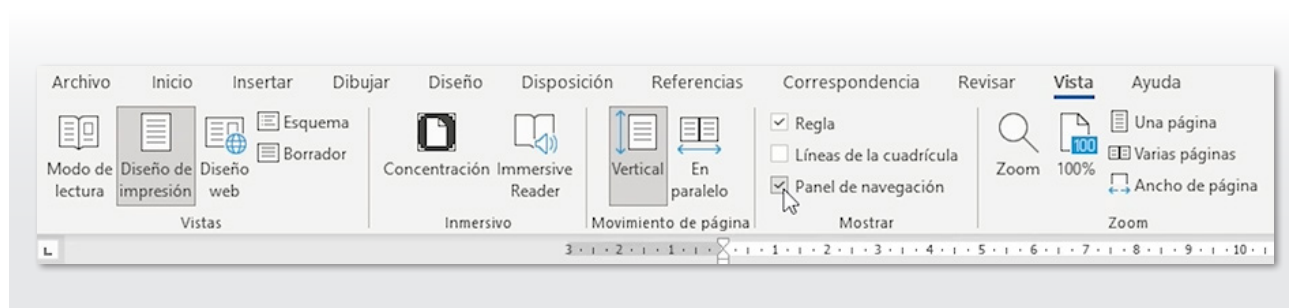 Archivo Inicio Insertar Dibujar Diseño Disposición Referencias Correspondencia Revisar Vista Ayuda
Modo de lectura
Diseño de impresión
Diseño web
Esquema
Borrador
Vistas
Concentración
Immersive Reader
Inmersivo
Vertical
En paralelo
Movimiento de página
Regla
Líneas de la cuadrícula
Panel de navegación
Mostrar
Zoom
100
100%
Una página
Varias páginas
Ancho de página
Zoom
3 2 1 1 2 3 4 5 6 7 8 9 10